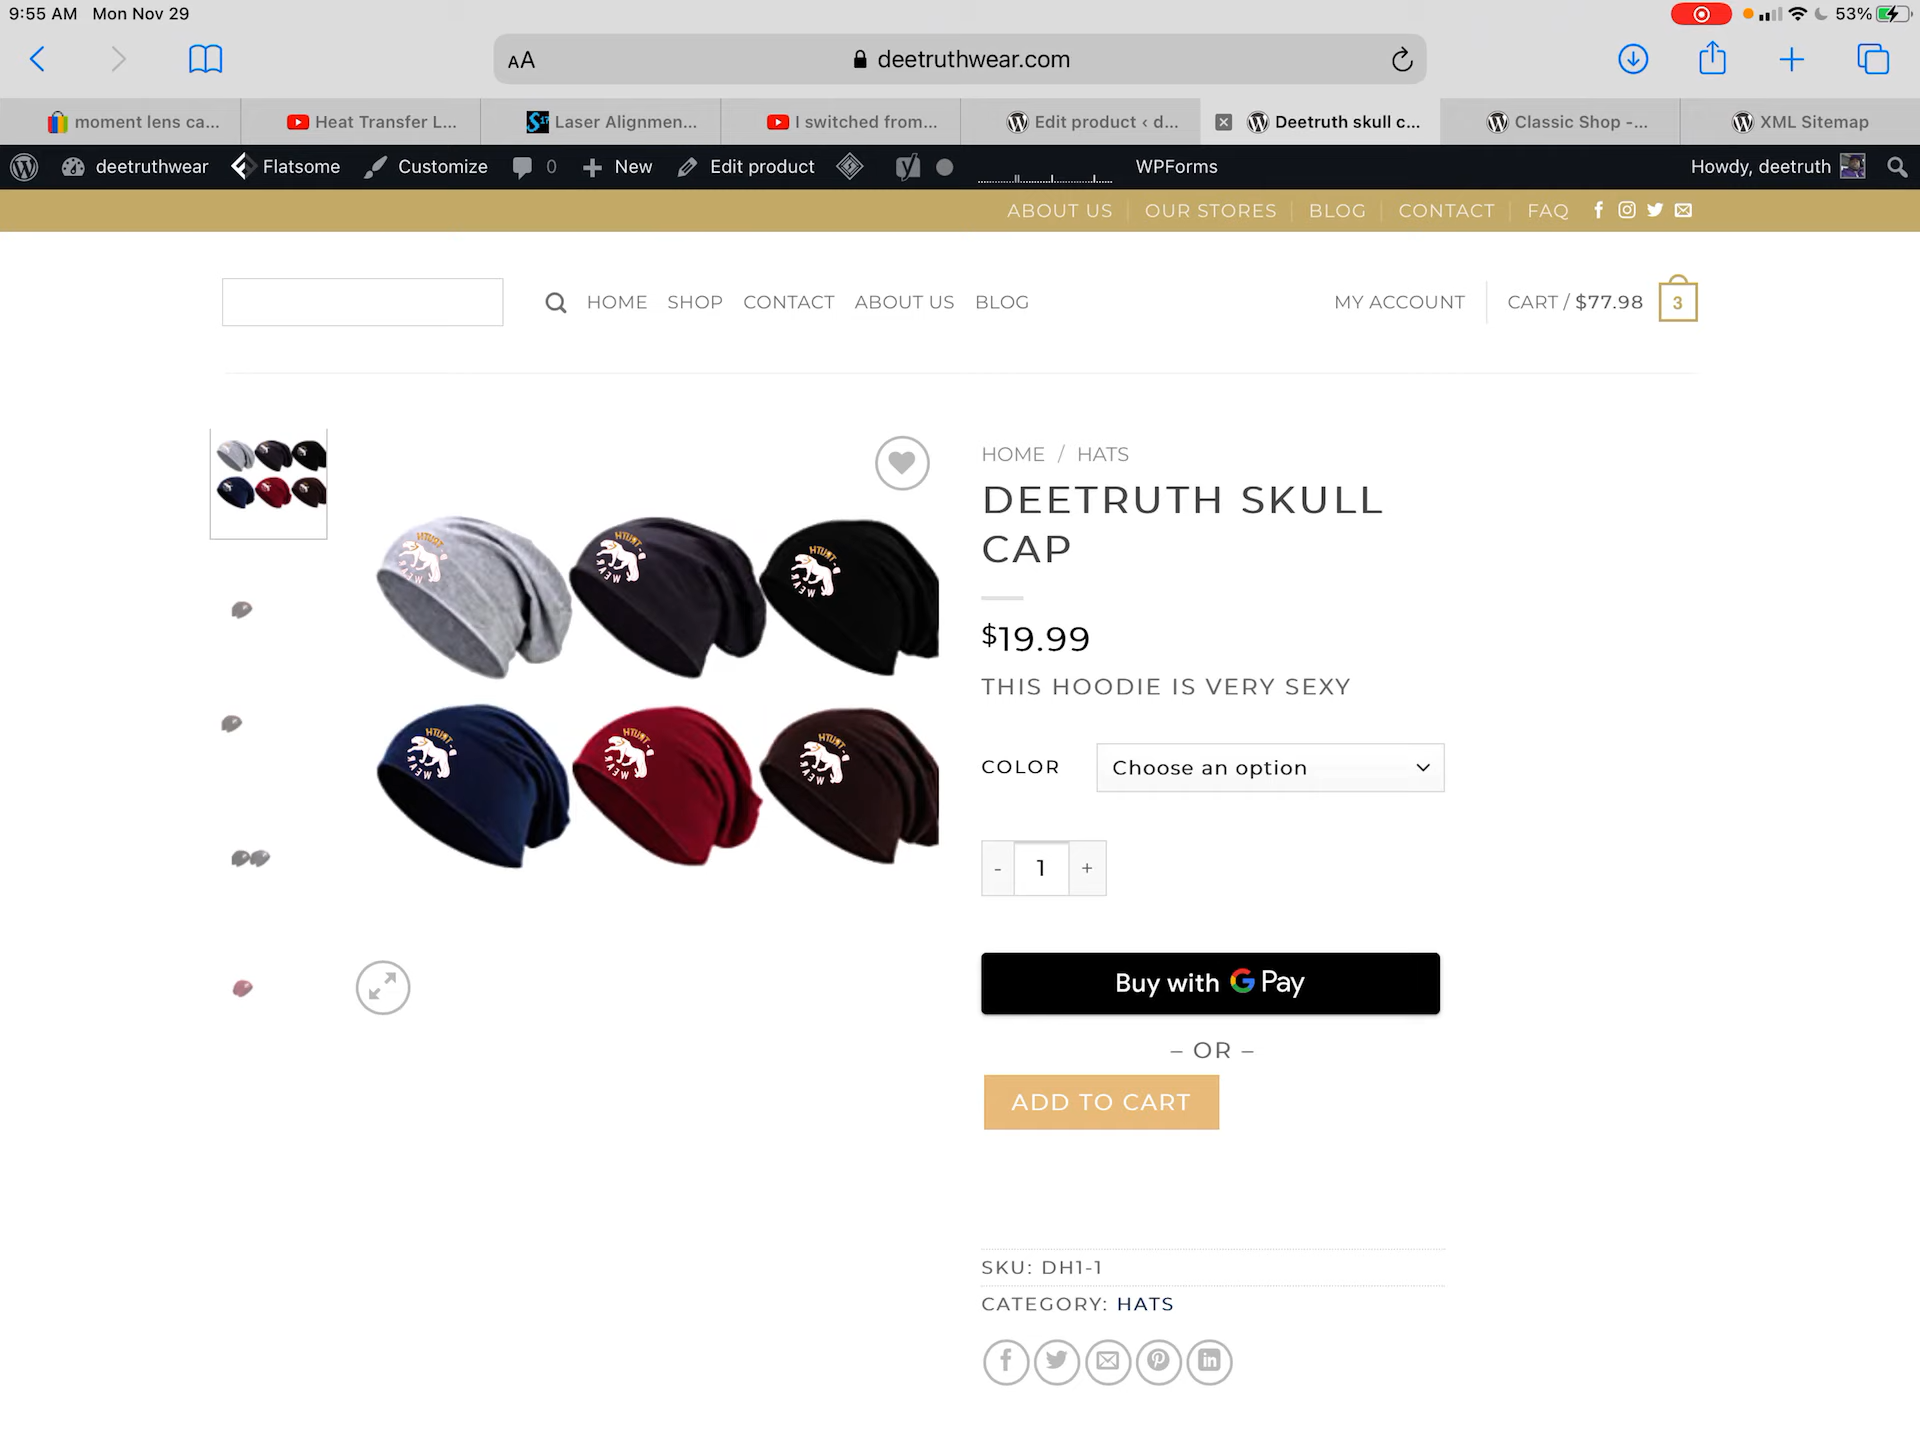 9:55 AM Mon Nov 29
53%
AA
deetruthwear.com
moment lens ca...
Heat Transfer L...
Laser Alignmen...
I switched from...
Edit product ‹ d...
Deetruth skull c...
Classic Shop -...
XML Sitemap
deetruthwear
Flatsome
Customize
0
New
Edit product
WPForms
Howdy, deetruth
ABOUT US
OUR STORES
BLOG
CONTACT
FAQ
HOME
SHOP
CONTACT
ABOUT US
BLOG
MY ACCOUNT
CART / $77.98
3
HOME / HATS
DEETRUTH SKULL
CAP
$19.99
THIS HOODIE IS VERY SEXY
COLOR
Choose an option
- 1 +
Buy with G Pay
– OR –
ADD TO CART
SKU: DH1-1
CATEGORY: HATS